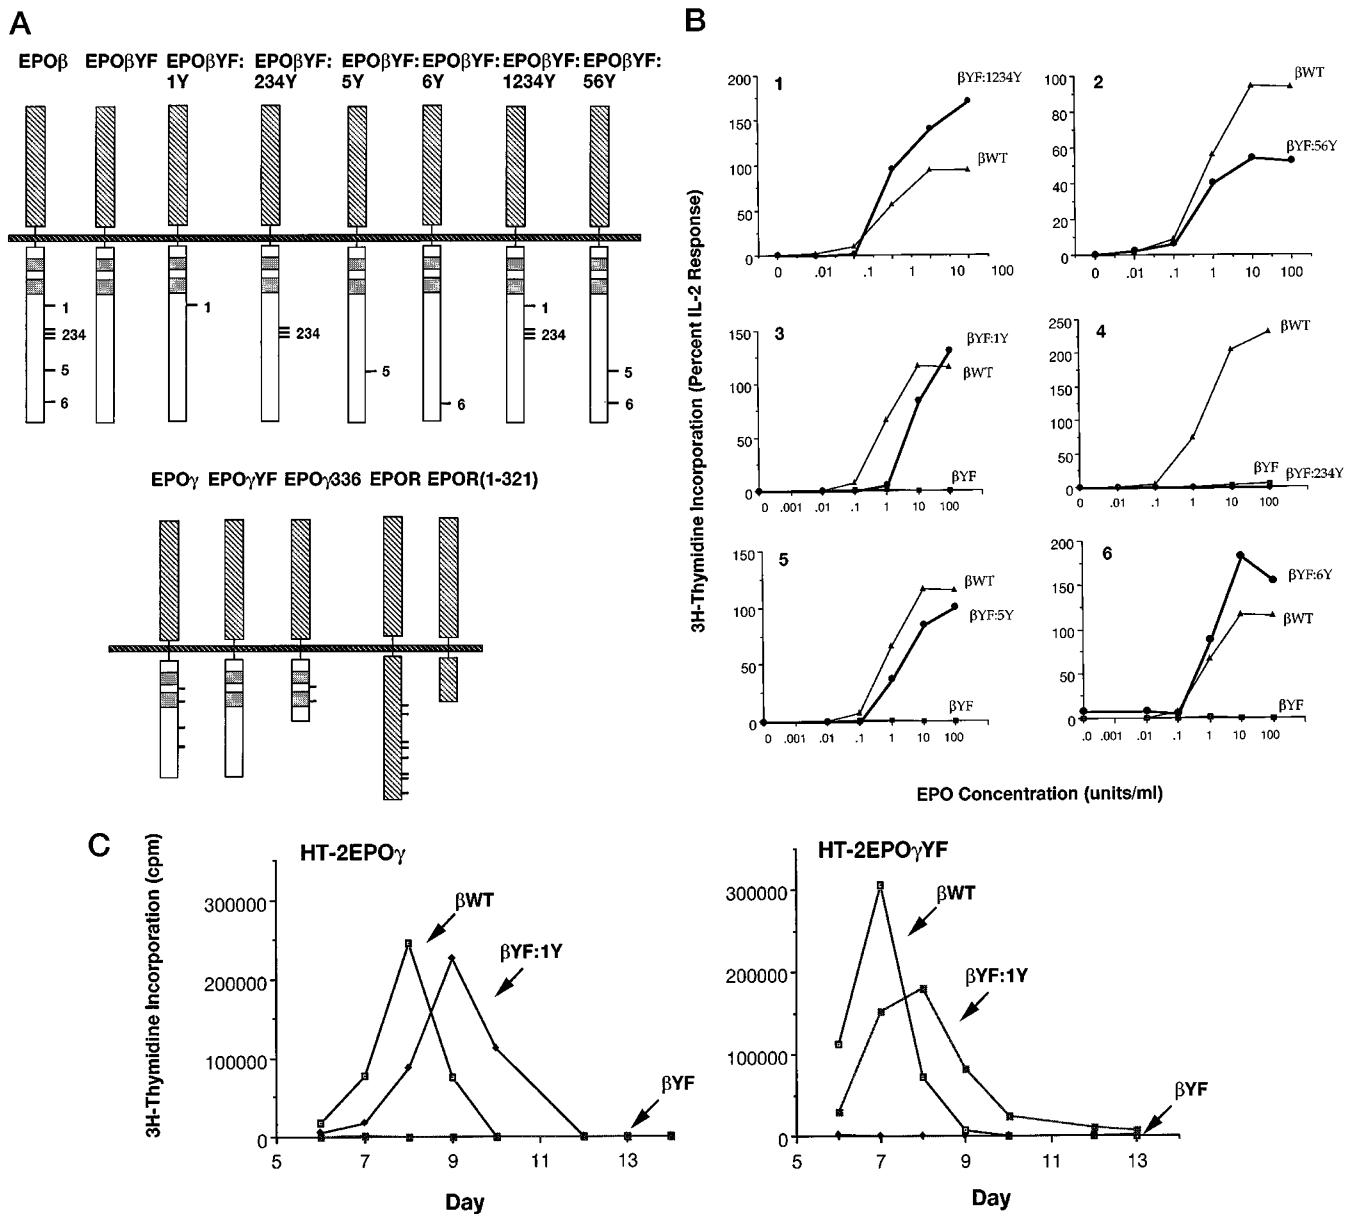 A
EPOβ EPOβYF EPOβYF: EPOβYF: EPOβYF: EPOβYF: EPOβYF: EPOβYF:
1Y 234Y 5Y 6Y 1234Y 56Y
1 1 1
234 234 234
5 5 5
6 6 6
EPOγ EPOγYF EPOγ336 EPOR EPOR(1-321)
B
3H-Thymidine Incorporation (Percent IL-2 Response)
1
200
150
100
50
0
βYF:1234Y
βWT
0 .01 .1 1 10 100
2
100
80
60
40
20
0
βWT
βYF:56Y
0 .01 .1 1 10 100
3
150
100
50
0
βYF:1Y
βWT
βYF
0 .001 .01 .1 1 10 100
4
250
200
150
100
50
0
βWT
βYF βYF:234Y
0 .01 .1 1 10 100
5
150
100
50
0
βWT
βYF:5Y
βYF
0 .001 .01 .1 1 10 100
6
200
150
100
50
0
βYF:6Y
βWT
βYF
.0 .001 .01 .1 1 10 100
EPO Concentration (units/ml)
C
3H-Thymidine Incorporation (cpm)
HT-2EPOγ
300000
200000
100000
0
βWT
βYF:1Y
βYF
5 7 9 11 13
Day
HT-2EPOγYF
300000
200000
100000
0
βWT
βYF:1Y
βYF
5 7 9 11 13
Day